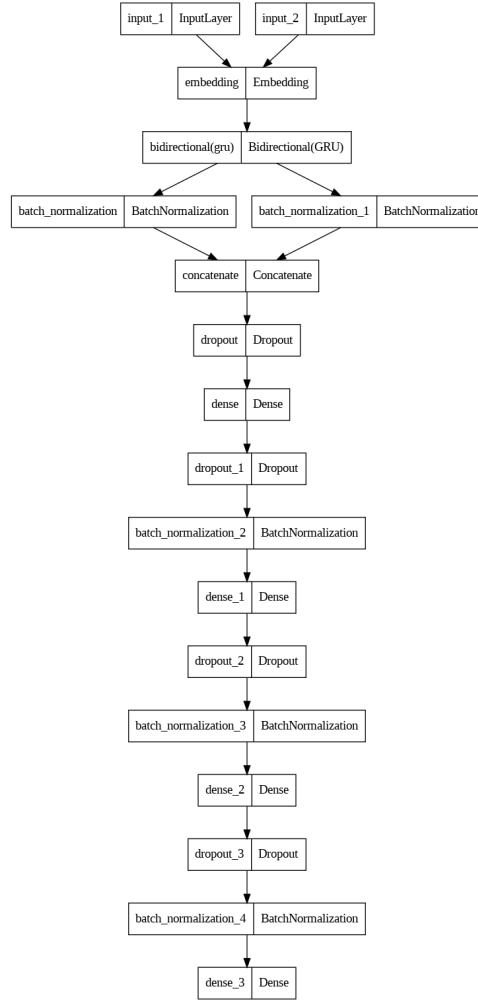 input_1 InputLayer input_2 InputLayer
embedding Embedding
bidirectional(gru) Bidirectional(GRU)
batch_normalization BatchNormalization batch_normalization_1 BatchNormalization
concatenate Concatenate
dropout Dropout
dense Dense
dropout_1 Dropout
batch_normalization_2 BatchNormalization
dense_1 Dense
dropout_2 Dropout
batch_normalization_3 BatchNormalization
dense_2 Dense
dropout_3 Dropout
batch_normalization_4 BatchNormalization
dense_3 Dense